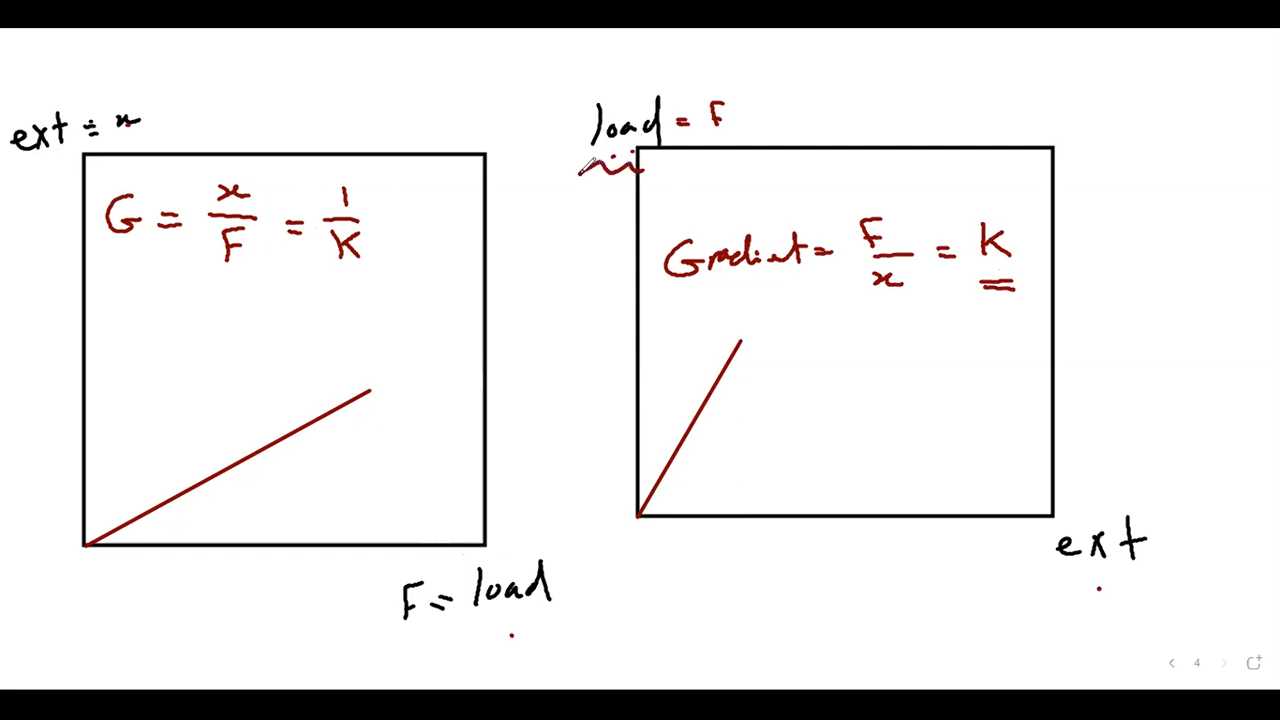 ext = x
G = x/F = 1/K
F = load
load = F
Gradient = F/x = K
ext
4